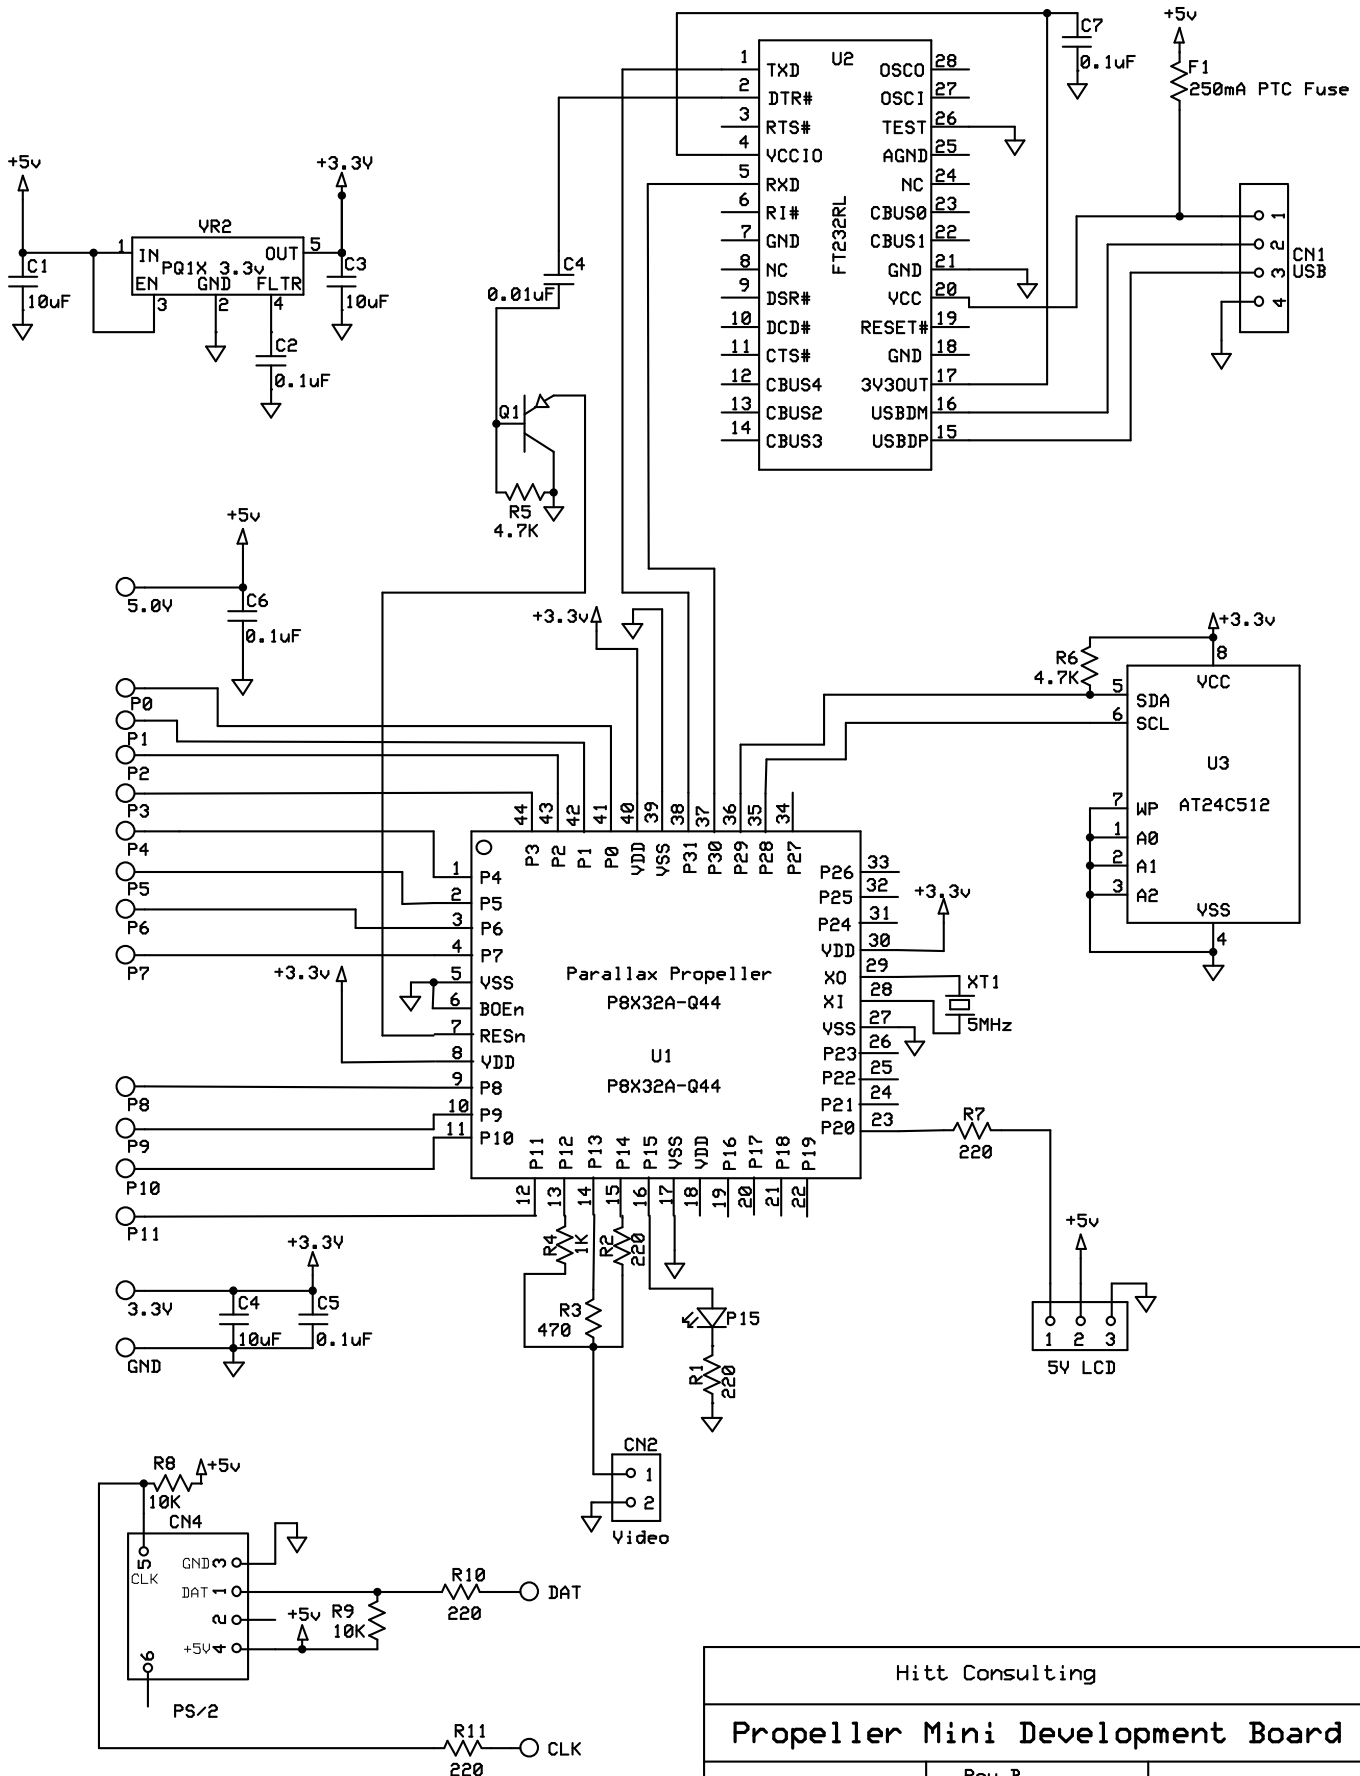 +5v
+3.3V
VR2
1 IN OUT 5
PQ1X 3.3v
EN GND FLTR
3 2 4
C1
10uF
C3
10uF
C2
0.1uF
U2
FT232RL
1 TXD
2 DTR#
3 RTS#
4 VCCIO
5 RXD
6 RI#
7 GND
8 NC
9 DSR#
10 DCD#
11 CTS#
12 CBUS4
13 CBUS2
14 CBUS3
OSCO 28
OSCI 27
TEST 26
AGND 25
NC 24
CBUS0 23
CBUS1 22
GND 21
VCC 20
RESET# 19
GND 18
3V3OUT 17
USBDM 16
USBDP 15
C7
0.1uF
+5v
F1
250mA PTC Fuse
1
2
3
4
CN1
USB
C4
0.01uF
Q1
R5
4.7K
+5v
5.0V
C6
0.1uF
P0
P1
P2
P3
P4
P5
P6
P7
P8
P9
P10
P11
+3.3v
+3.3v
44 43 42 41 40 39 38 37 36 35 34
P3 P2 P1 P0 VDD VSS P31 P30 P29 P28 P27
1 P4
2 P5
3 P6
4 P7
5 VSS
6 BOEn
7 RESn
8 VDD
9 P8
10 P9
11 P10
Parallax Propeller
P8X32A-Q44
U1
P8X32A-Q44
P26 33
P25 32
P24 31
VDD 30
XO 29
XI 28
VSS 27
P23 26
P22 25
P21 24
P20 23
P11 P12 P13 P14 P15 VSS VDD P16 P17 P18 P19
12 13 14 15 16 17 18 19 20 21 22
+3.3v
XT1
5MHz
R7
220
+5v
1 2 3
5V LCD
+3.3v
R6
4.7K
8
VCC
5 SDA
6 SCL
U3
AT24C512
7 WP
1 A0
2 A1
3 A2
VSS
4
+3.3V
3.3V
C4
10uF
C5
0.1uF
GND
R4
1K
R2
220
R3
470
P15
R1
220
CN2
1
2
Video
R8
10K
+5v
CN4
5
CLK
GND 3
DAT 1
2
+5V 4
6
PS/2
+5v
R9
10K
R10
220
DAT
R11
220
CLK
Hitt Consulting
Propeller Mini Development Board